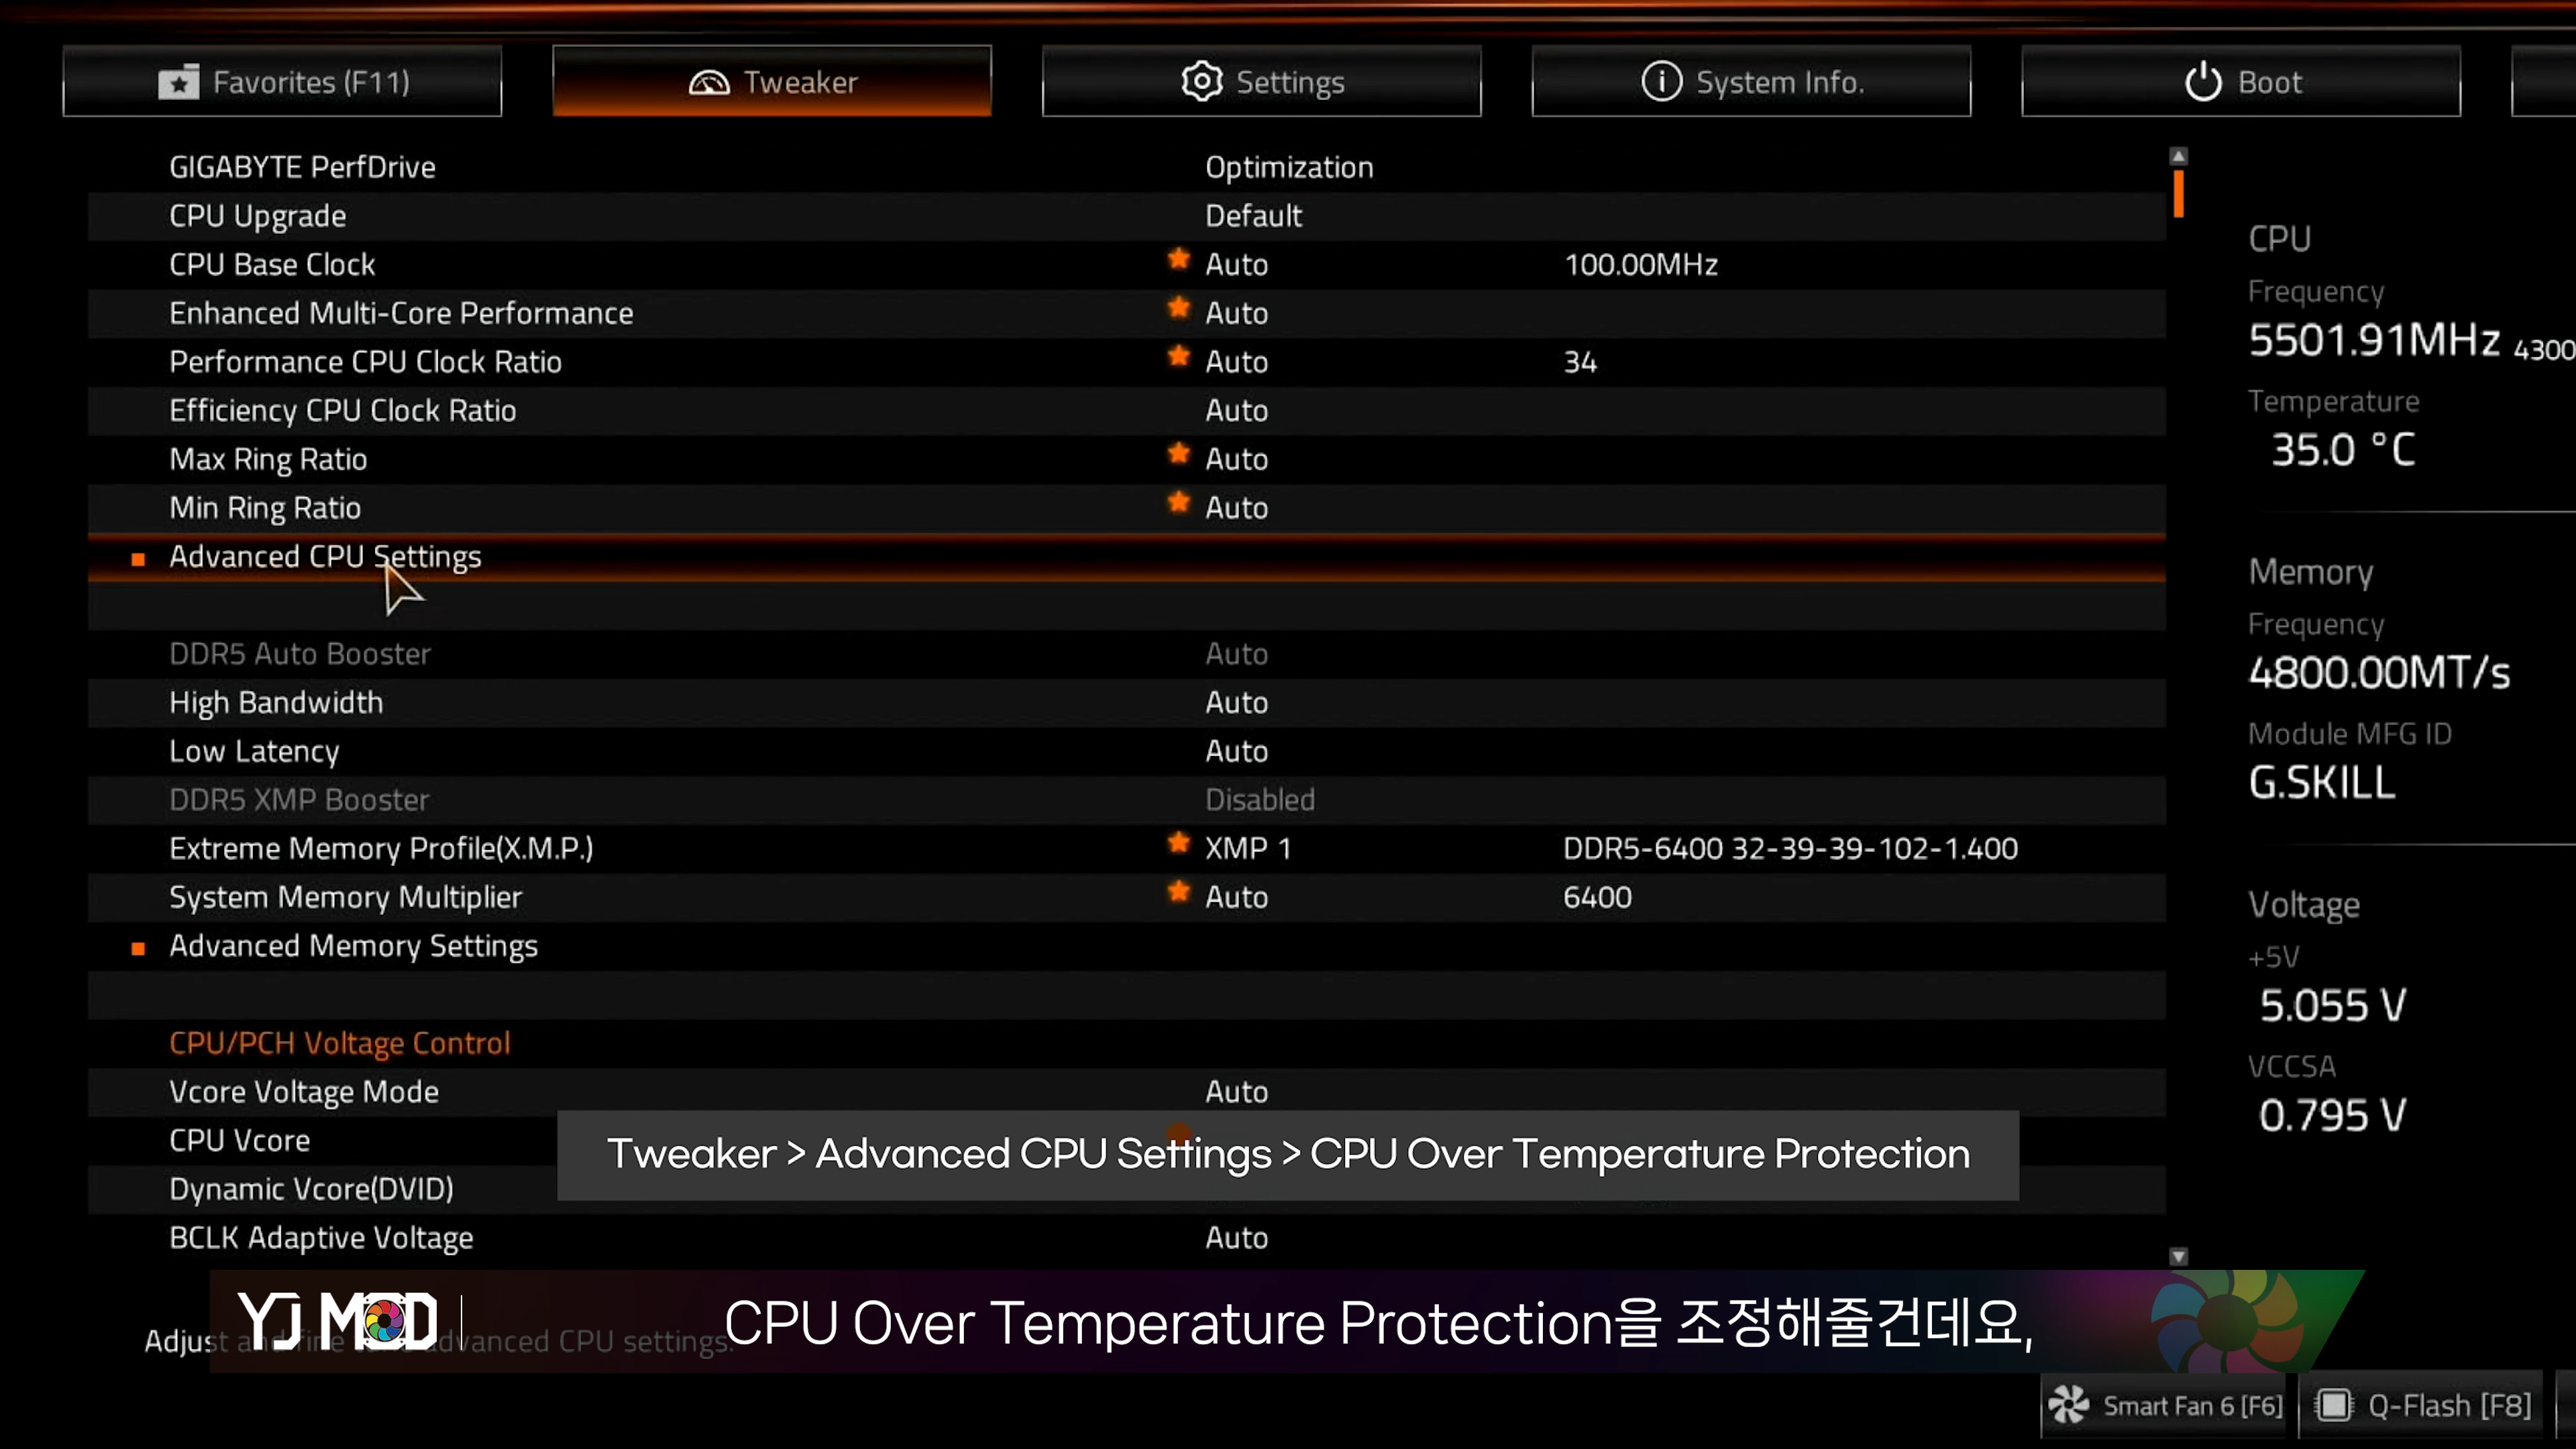 Favorites (F11)
Tweaker
Settings
System Info.
Boot
GIGABYTE PerfDrive Optimization
CPU Upgrade Default
CPU Base Clock Auto 100.00MHz
Enhanced Multi-Core Performance Auto
Performance CPU Clock Ratio Auto 34
Efficiency CPU Clock Ratio Auto
Max Ring Ratio Auto
Min Ring Ratio Auto
Advanced CPU Settings
DDR5 Auto Booster Auto
High Bandwidth Auto
Low Latency Auto
DDR5 XMP Booster Disabled
Extreme Memory Profile(X.M.P.) XMP 1 DDR5-6400 32-39-39-102-1.400
System Memory Multiplier Auto 6400
Advanced Memory Settings
CPU/PCH Voltage Control
Vcore Voltage Mode Auto
CPU Vcore
Dynamic Vcore(DVID)
BCLK Adaptive Voltage Auto
CPU
Frequency
5501.91MHz 4300
Temperature
35.0 °C
Memory
Frequency
4800.00MT/s
Module MFG ID
G.SKILL
Voltage
+5V
5.055 V
VCCSA
0.795 V
Tweaker > Advanced CPU Settings > CPU Over Temperature Protection
YJ MOD
CPU Over Temperature Protection을 조정해줄건데요,
Adjust and fine advanced CPU settings.
Smart Fan 6 [F6]
Q-Flash [F8]